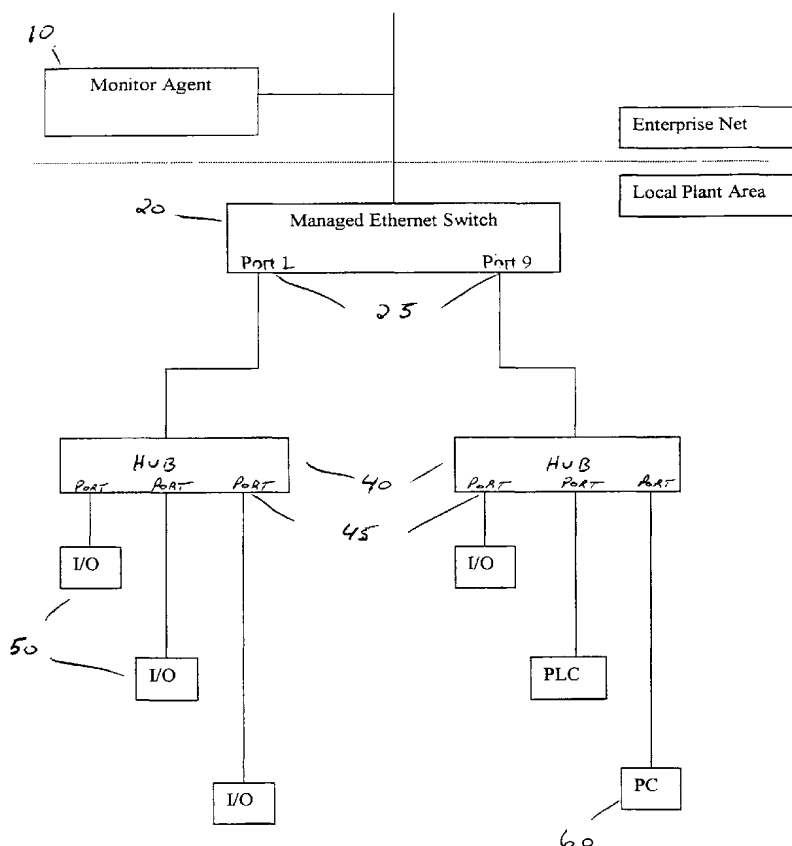 10
Monitor Agent
Enterprise Net
Local Plant Area
20
Managed Ethernet Switch
Port 1 Port 9
25
HUB HUB
40
PORT PORT PORT PORT PORT PORT
45
I/O I/O
50
I/O PLC
I/O PC
60